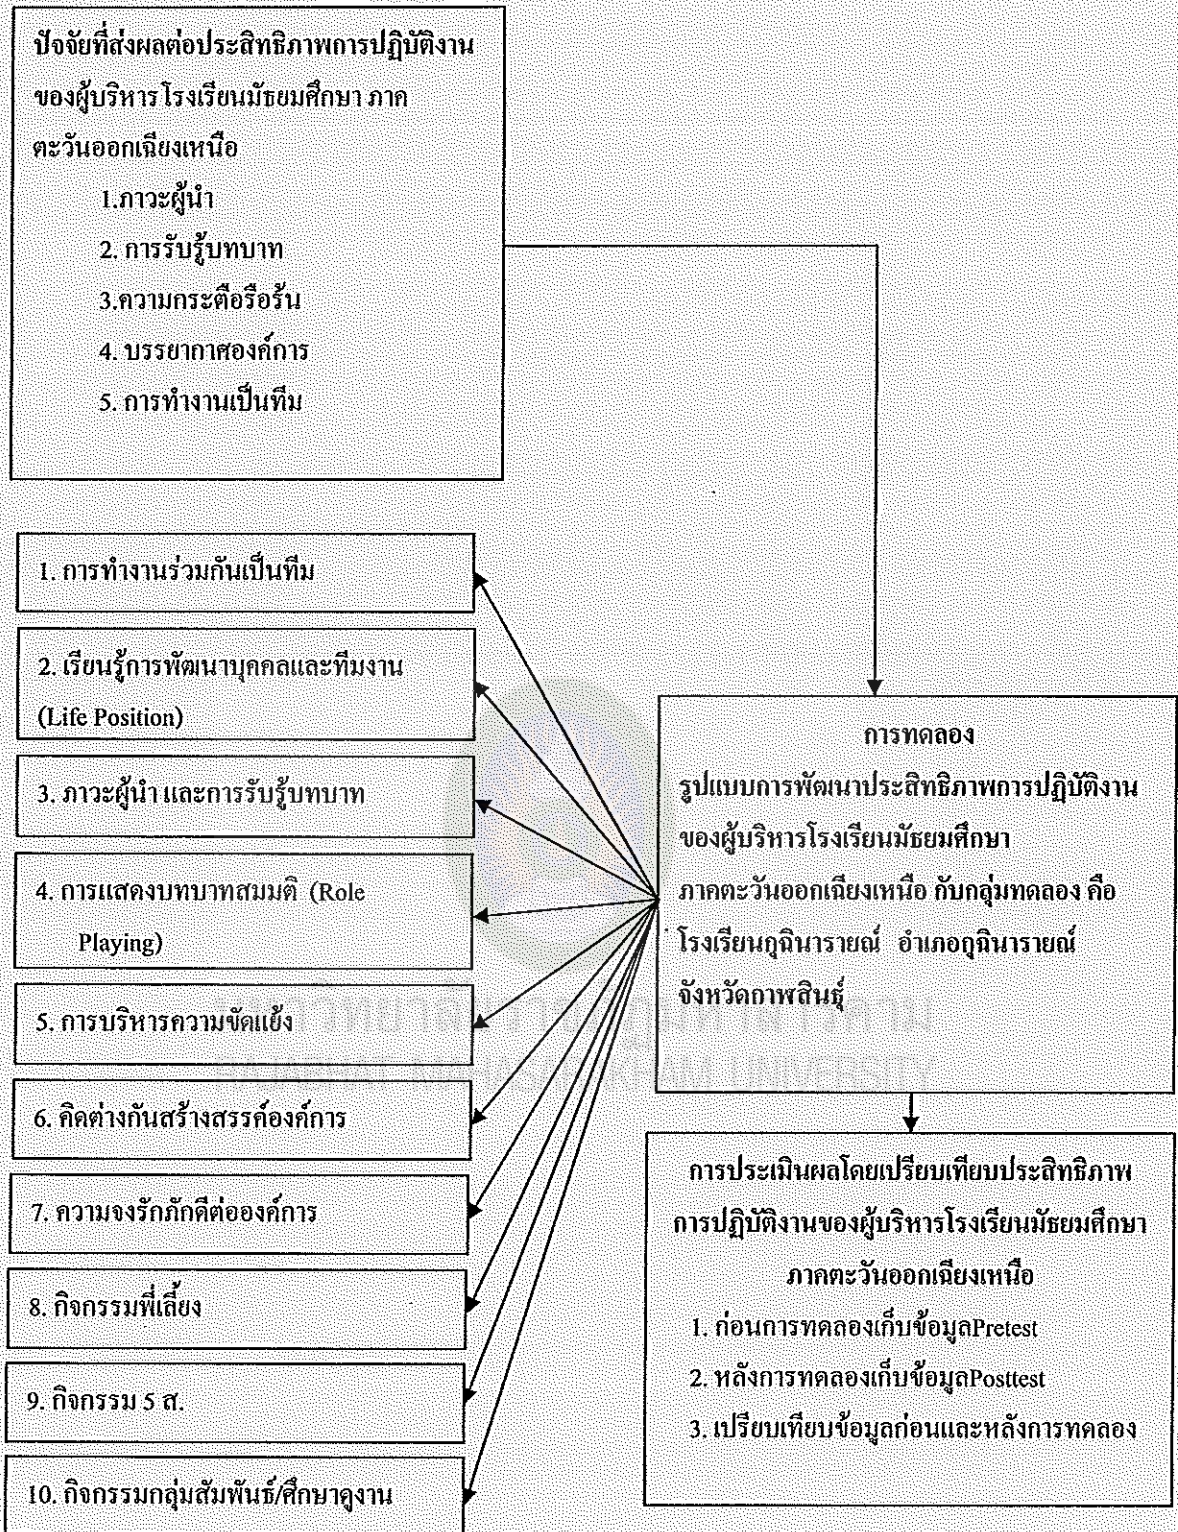 ปัจจัยที่ส่งผลต่อประสิทธิภาพการปฏิบัติงาน
ของผู้บริหารโรงเรียนมัธยมศึกษา ภาค
ตะวันออกเฉียงเหนือ
1.ภาวะผู้นำ
2. การรับรู้บทบาท
3.ความกระตือรือร้น
4. บรรยากาศองค์การ
5. การทำงานเป็นทีม
1. การทำงานร่วมกันเป็นทีม
2. เรียนรู้การพัฒนาบุคคลและทีมงาน
(Life Position)
3. ภาวะผู้นำ และการรับรู้บทบาท
4. การแสดงบทบาทสมมติ (Role
Playing)
5. การบริหารความขัดแย้ง
6. คิดต่างกันสร้างสรรค์องค์การ
7. ความจงรักภักดีต่อองค์การ
8. กิจกรรมพี่เลี้ยง
9. กิจกรรม 5 ส.
10. กิจกรรมกลุ่มสัมพันธ์/ศึกษาดูงาน
การทดลอง
รูปแบบการพัฒนาประสิทธิภาพการปฏิบัติงาน
ของผู้บริหารโรงเรียนมัธยมศึกษา
ภาคตะวันออกเฉียงเหนือ กับกลุ่มทดลอง คือ
โรงเรียนกุฉินารายณ์ อำเภอกุฉินารายณ์
จังหวัดกาฬสินธุ์
การประเมินผลโดยเปรียบเทียบประสิทธิภาพ
การปฏิบัติงานของผู้บริหารโรงเรียนมัธยมศึกษา
ภาคตะวันออกเฉียงเหนือ
1. ก่อนการทดลองเก็บข้อมูลPretest
2. หลังการทดลองเก็บข้อมูลPosttest
3. เปรียบเทียบข้อมูลก่อนและหลังการทดลอง